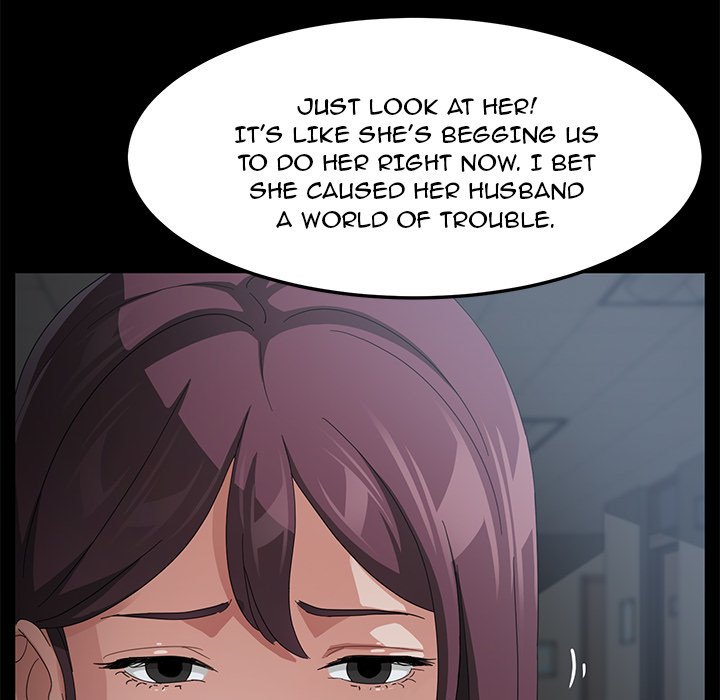 JUST LOOK AT HER!
IT'S LIKE SHE'S BEGGING US
TO DO HER RIGHT NOW. I BET
SHE CAUSED HER HUSBAND
A WORLD OF TROUBLE.